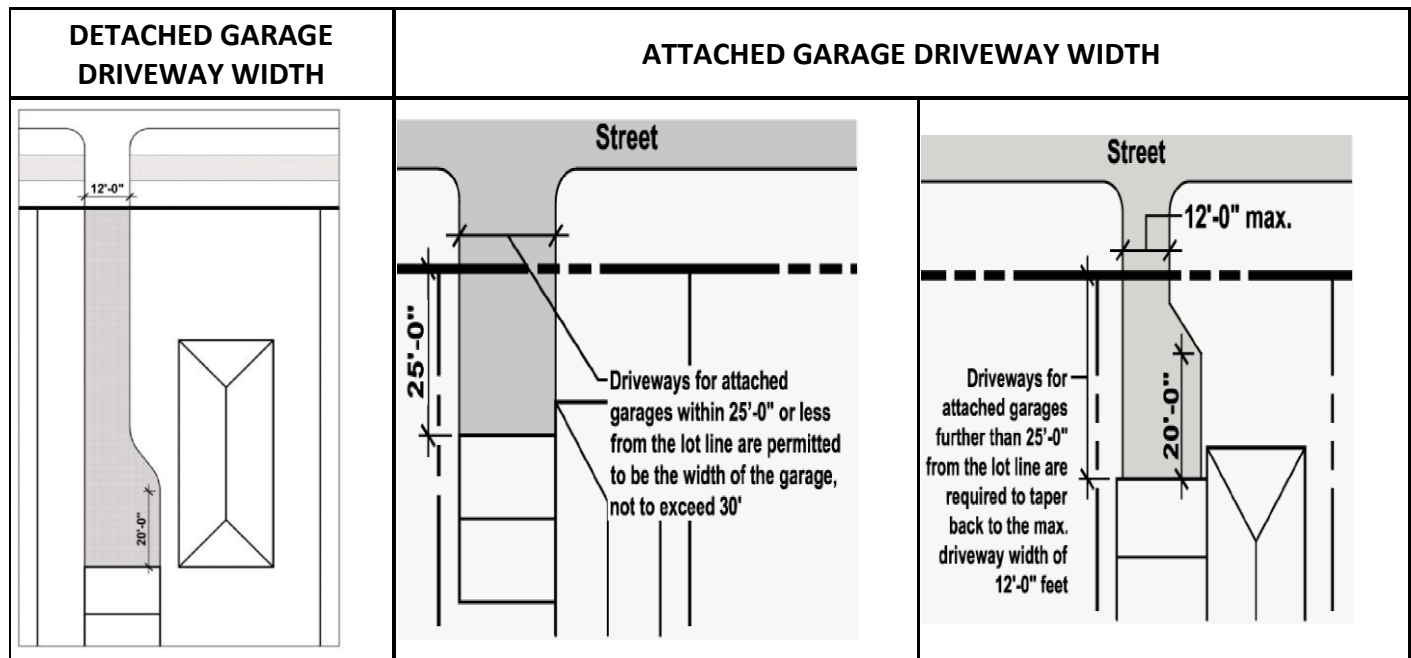 DETACHED GARAGE
DRIVEWAY WIDTH
ATTACHED GARAGE DRIVEWAY WIDTH
12'-0"
20'-0"
Street
25'-0"
Driveways for attached
garages within 25'-0" or less
from the lot line are permitted
to be the width of the garage,
not to exceed 30'
Street
12'-0" max.
Driveways for
attached garages
further than 25'-0"
from the lot line are
required to taper
back to the max.
driveway width of
12'-0" feet
20'-0"